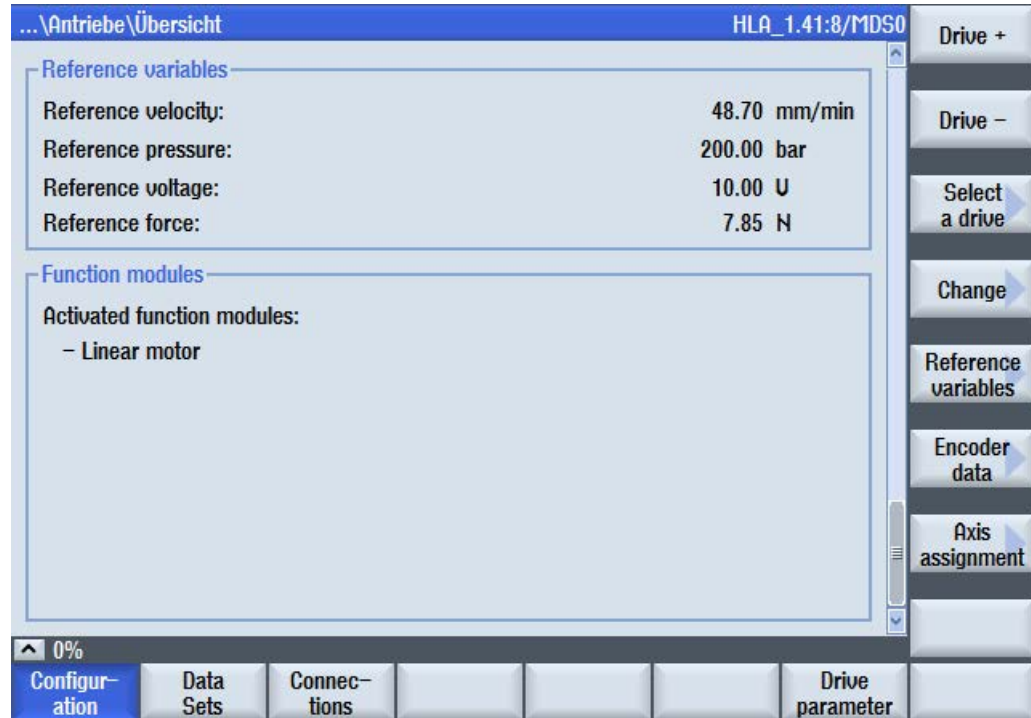 ...\Antriebe\Übersicht HLA_1.41:8/MDS0
Reference variables
Reference velocity: 48.70 mm/min
Reference pressure: 200.00 bar
Reference voltage: 10.00 U
Reference force: 7.85 N
Function modules
Activated function modules:
- Linear motor
0%
Drive +
Drive -
Select
a drive
Change
Reference
variables
Encoder
data
Axis
assignment
Configur-
ation
Data
Sets
Connec-
tions
Drive
parameter